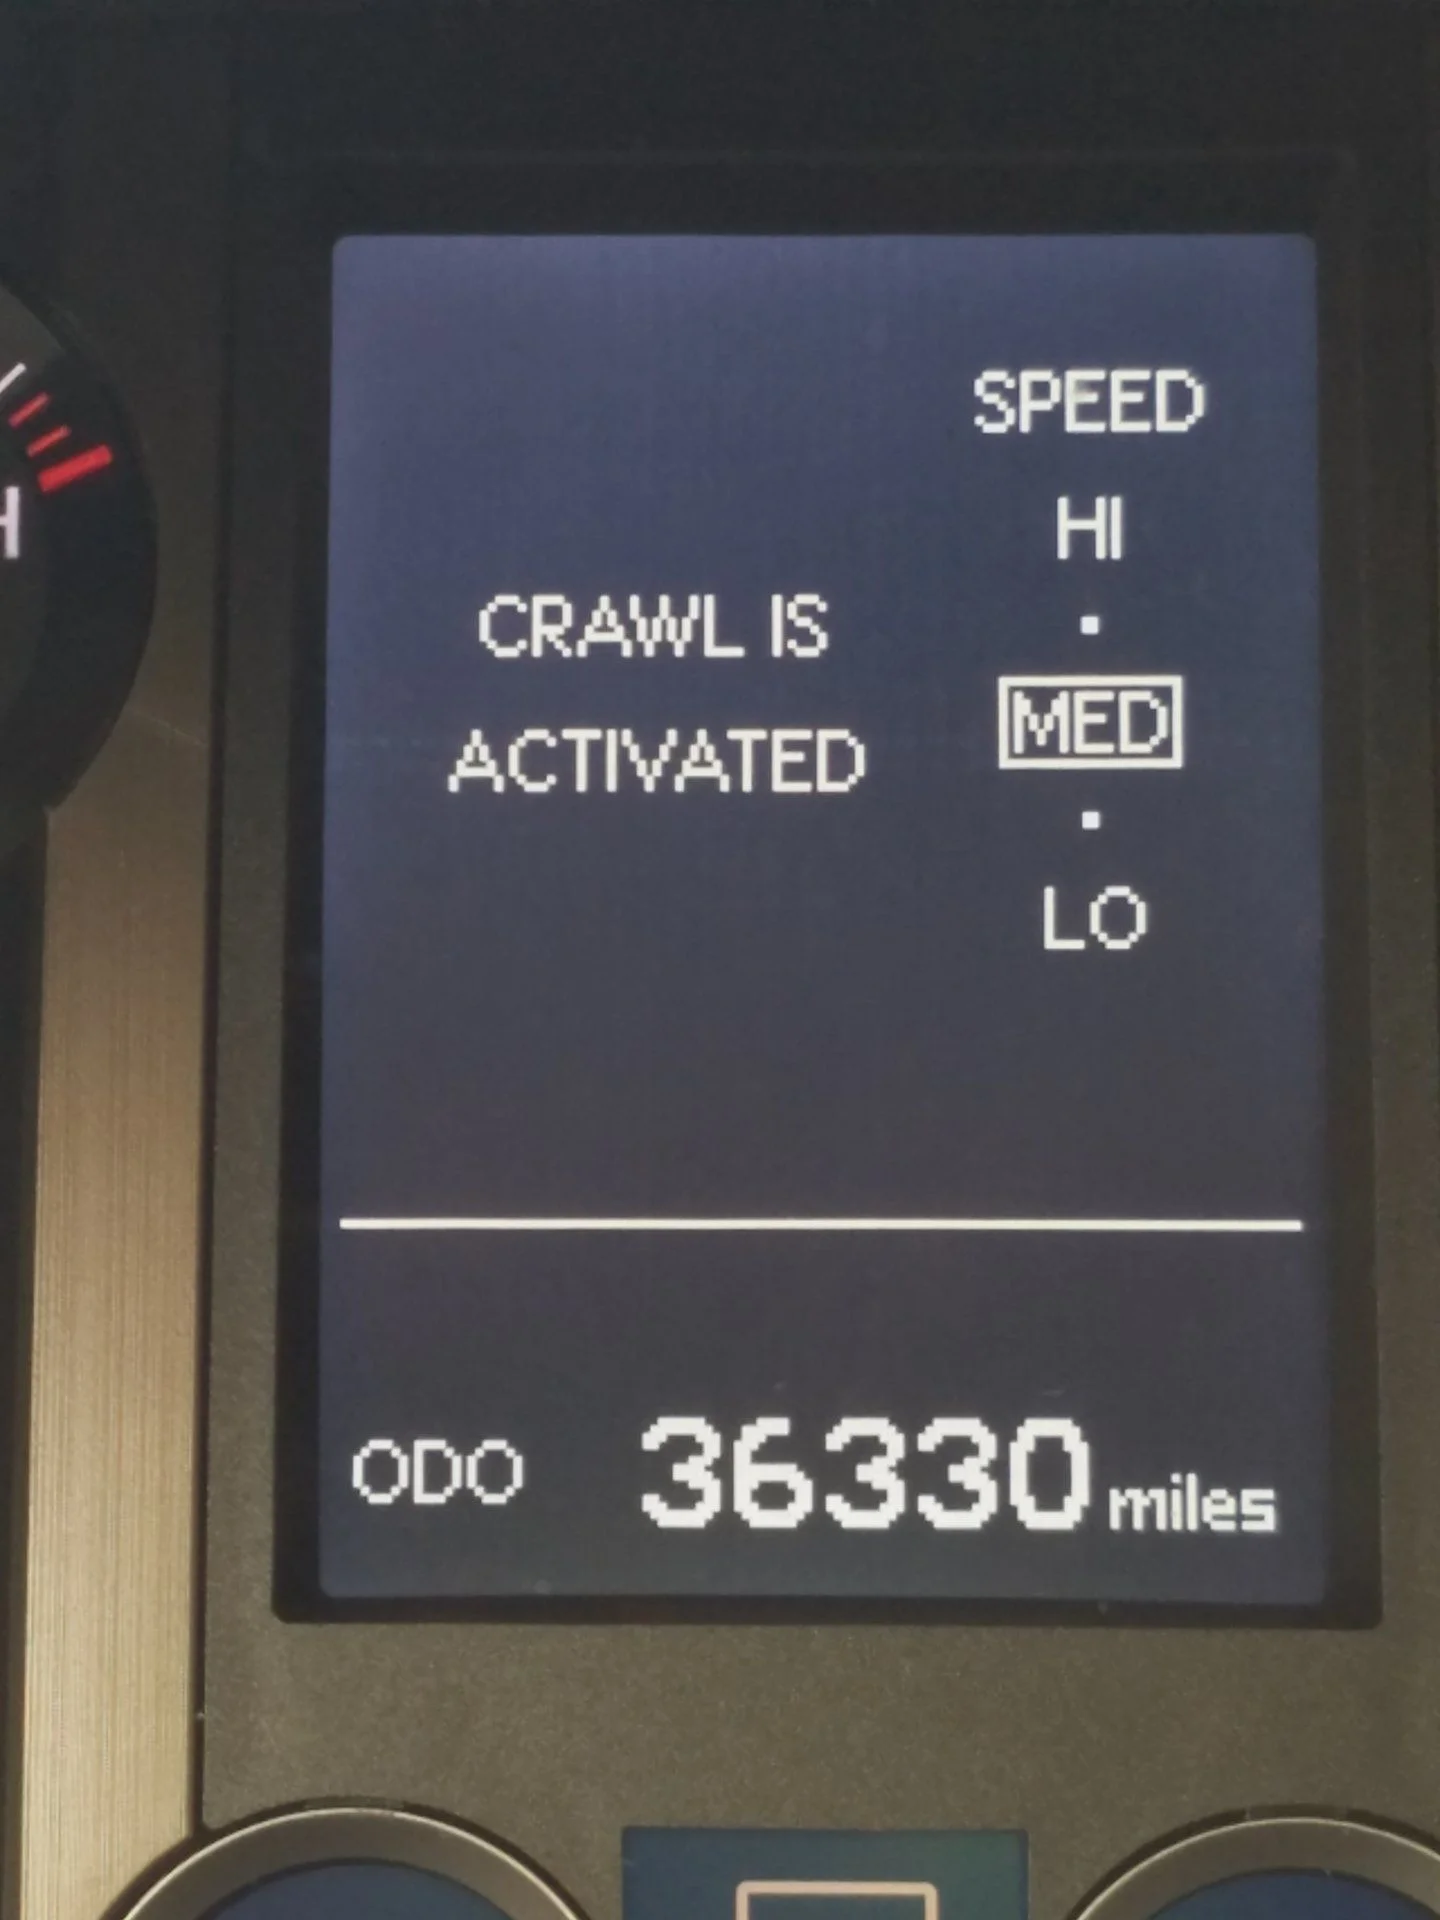 SPEED
HI
CRAWL IS
MED
ACTIVATED
LO
ODO 36330 miles
H